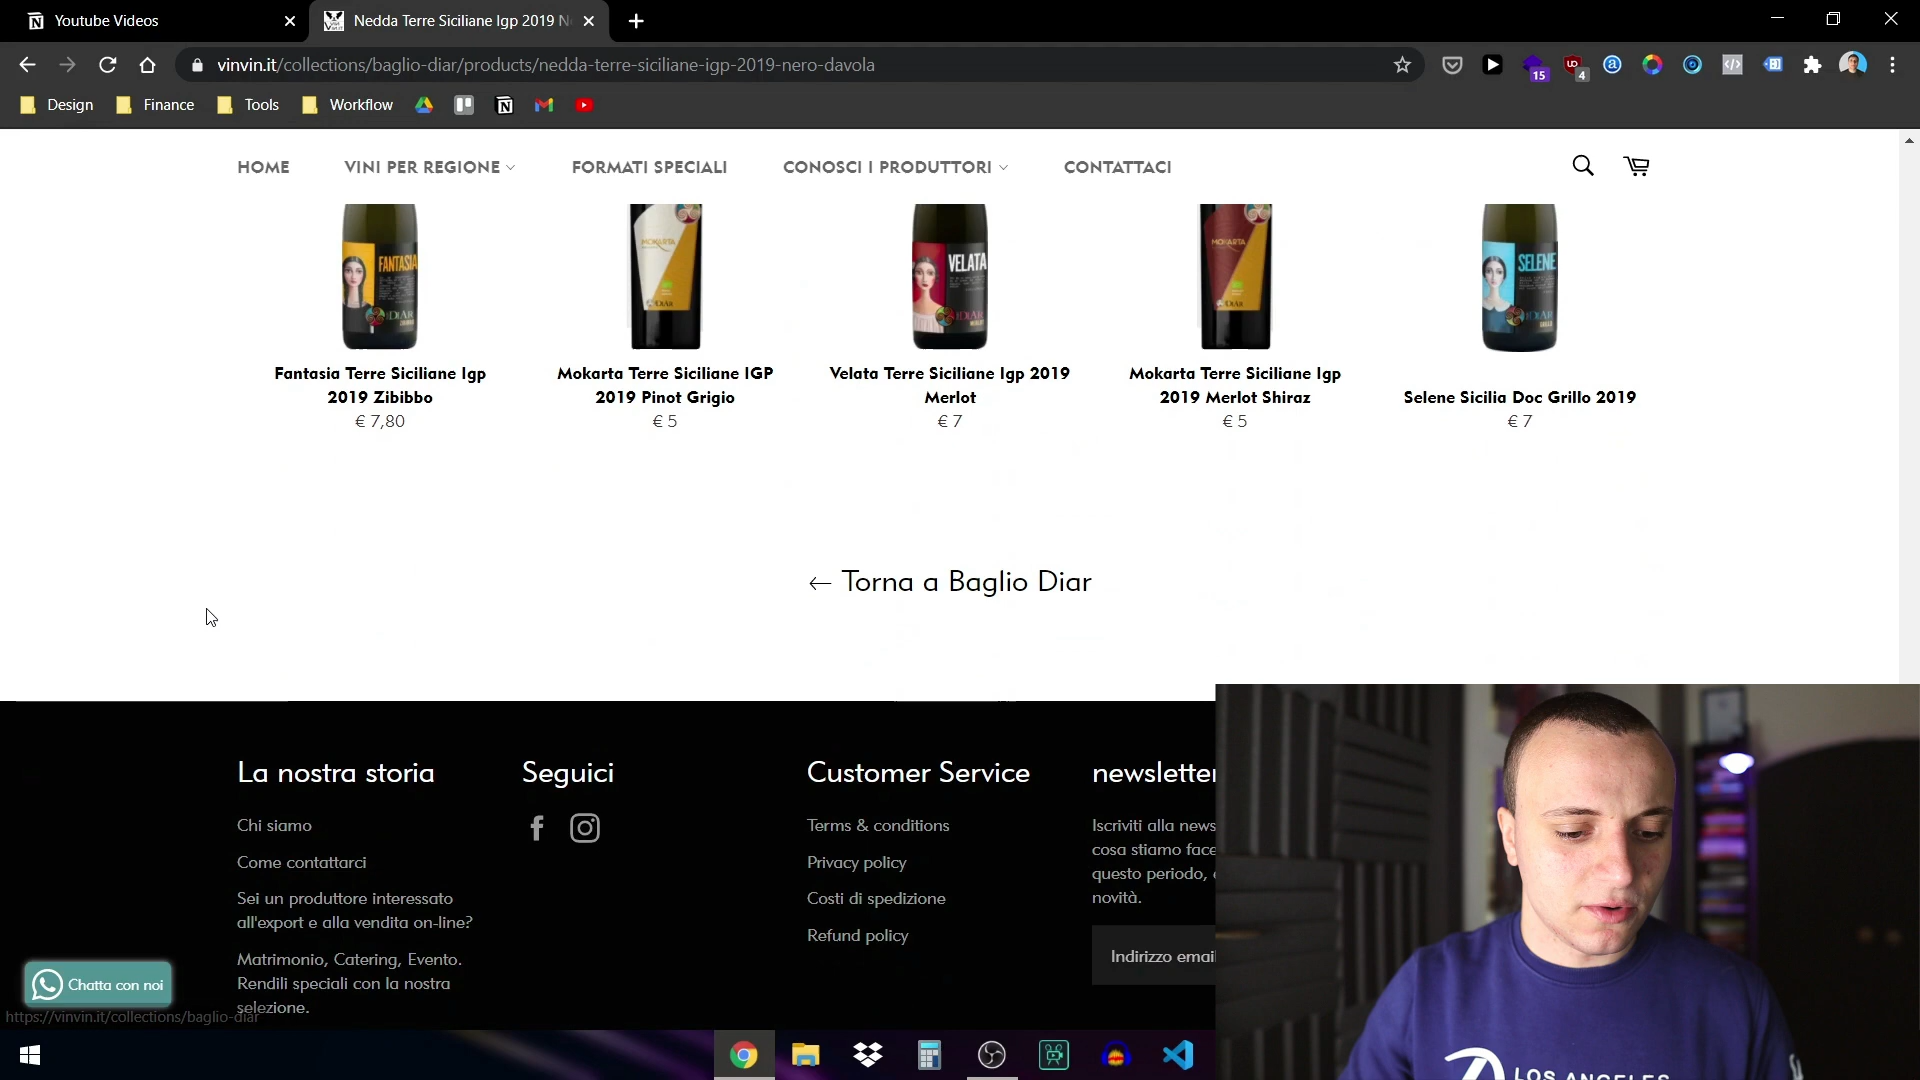 Youtube Videos
Nedda Terre Siciliane Igp 2019 N
vinvin.it/collections/baglio-diar/products/nedda-terre-siciliane-igp-2019-nero-davola
15
4
Design
Finance
Tools
Workflow
HOME
VINI PER REGIONE
FORMATI SPECIALI
CONOSCI I PRODUTTORI
CONTATTACI
FANTASIA
MOKARTA
VELATA
MOKARTA
SELENE
Fantasia Terre Siciliane Igp
2019 Zibibbo
€ 7,80
Mokarta Terre Siciliane IGP
2019 Pinot Grigio
€ 5
Velata Terre Siciliane Igp 2019
Merlot
€ 7
Mokarta Terre Siciliane Igp
2019 Merlot Shiraz
€ 5
Selene Sicilia Doc Grillo 2019
€ 7
← Torna a Baglio Diar
La nostra storia
Chi siamo
Come contattarci
Sei un produttore interessato
all'export e alla vendita on-line?
Matrimonio, Catering, Evento.
Rendili speciali con la nostra
selezione.
Seguici
Customer Service
Terms & conditions
Privacy policy
Costi di spedizione
Refund policy
newsletter
Iscriviti alla news
cosa stiamo face
questo periodo,
novità.
Indirizzo email
Chatta con noi
https://vinvin.it/collections/baglio-diar
LOS ANGELES